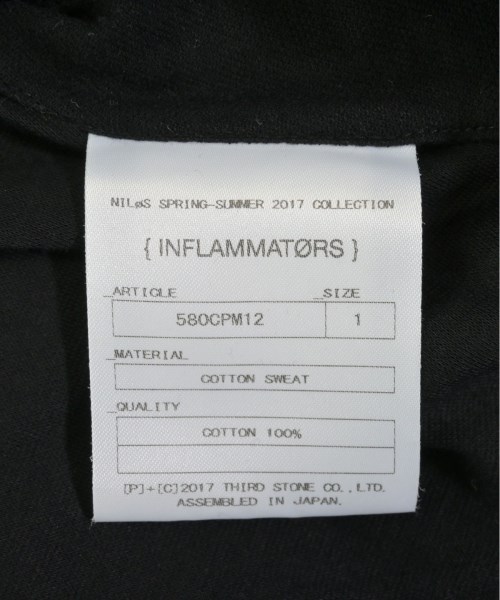 NILøS SPRING-SUMMER 2017 COLLECTION
{ INFLAMMATØRS }
_ARTICLE _SIZE
580CPM12 1
_MATERIAL
COTTON SWEAT
_QUALITY
COTTON 100%
[P]+[C]2017 THIRD STONE CO.,LTD.
ASSEMBLED IN JAPAN.